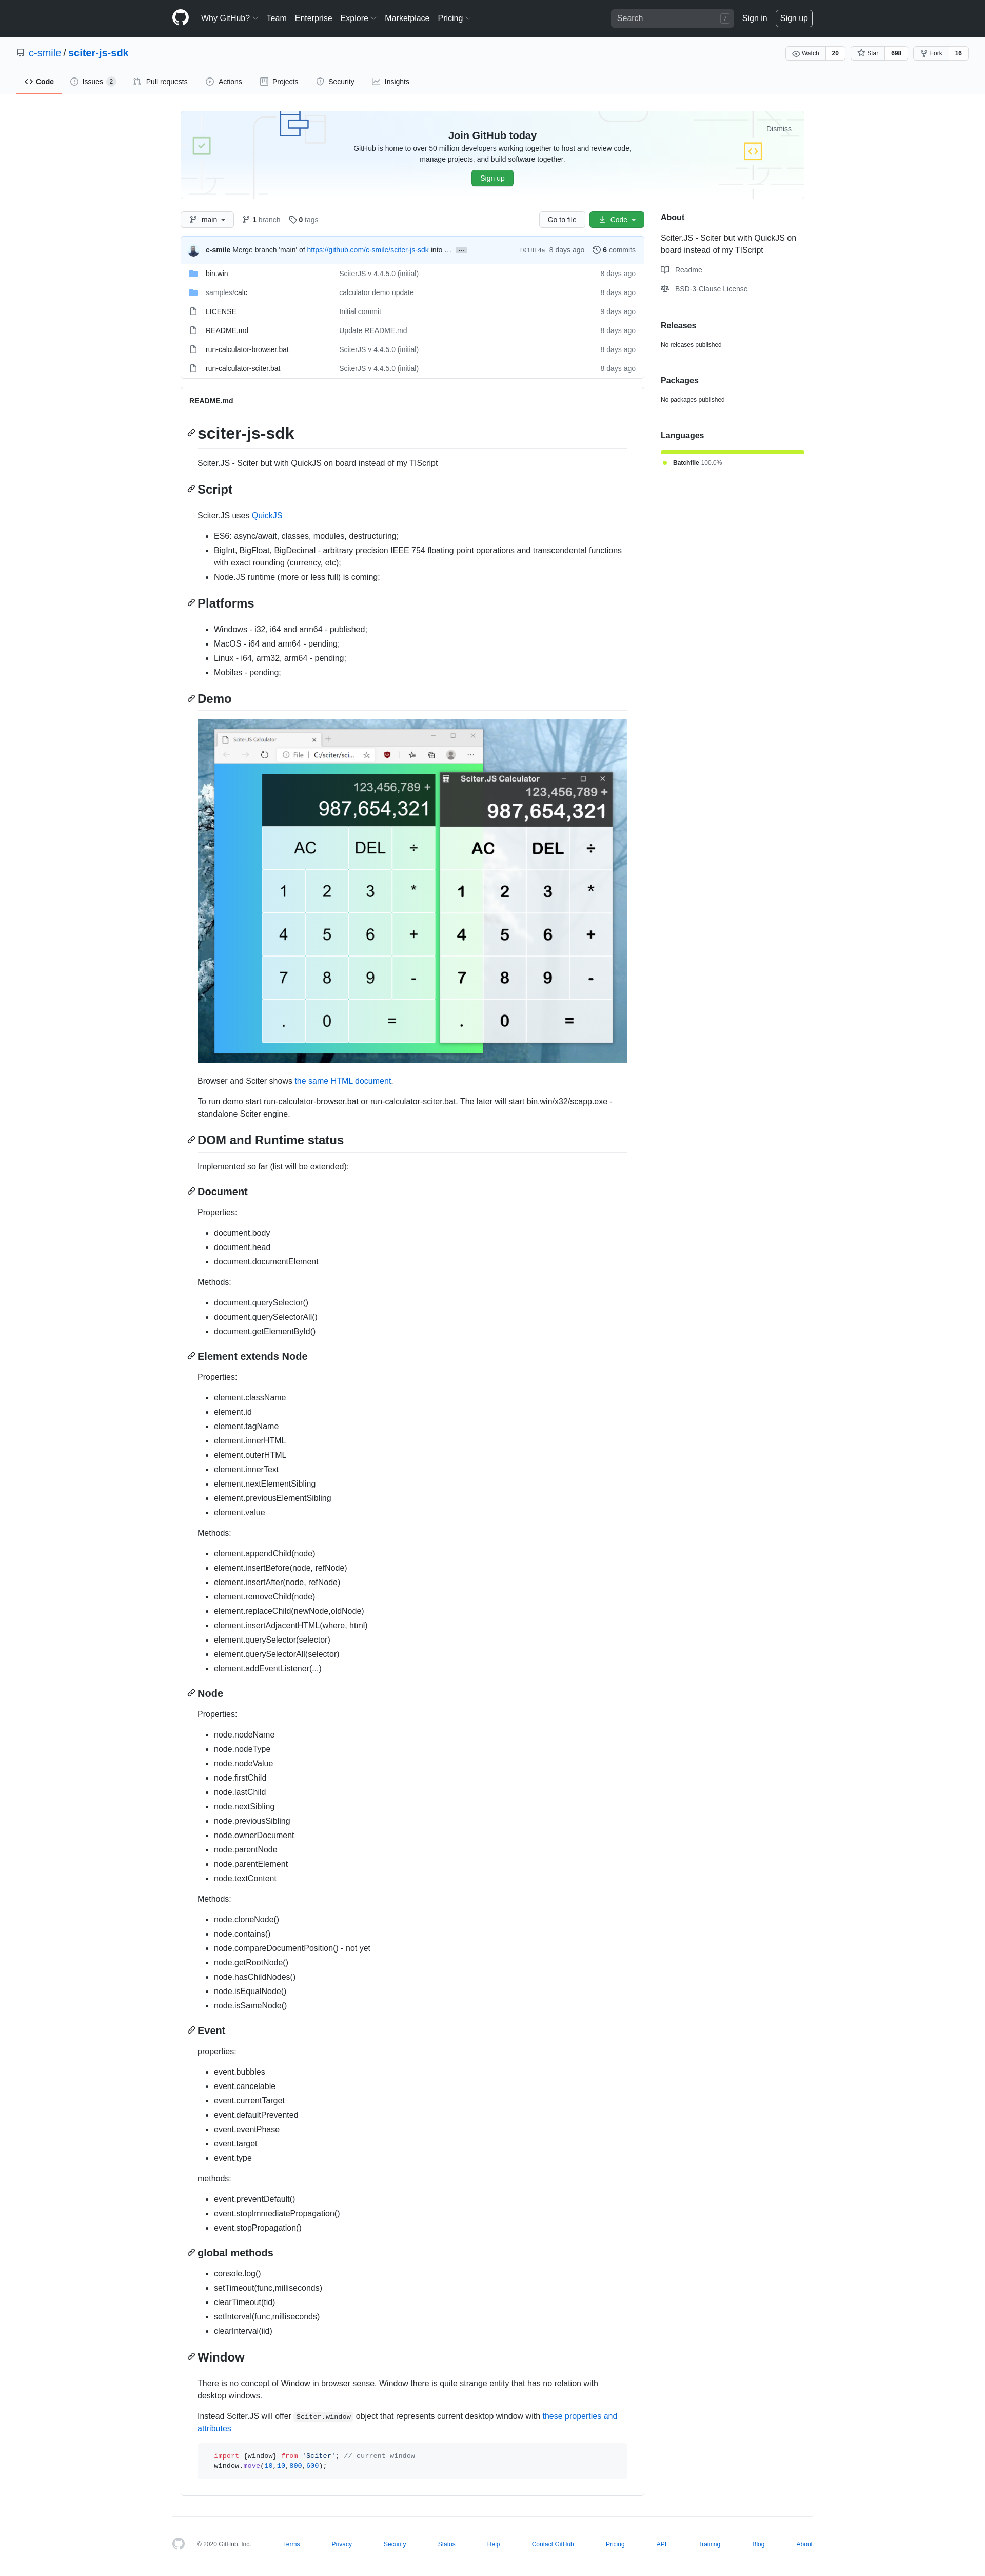 Why GitHub? Team Enterprise Explore Marketplace Pricing Search / Sign in Sign up
c-smile / sciter-js-sdk Watch 20 Star 698 Fork 16
Code Issues 2 Pull requests Actions Projects Security Insights
Dismiss
Join GitHub today
GitHub is home to over 50 million developers working together to host and review code,
manage projects, and build software together.
Sign up
main 1 branch 0 tags Go to file Code
c-smile Merge branch 'main' of https://github.com/c-smile/sciter-js-sdk into … f018f4a 8 days ago 6 commits
bin.win SciterJS v 4.4.5.0 (initial) 8 days ago
samples/calc calculator demo update 8 days ago
LICENSE Initial commit 9 days ago
README.md Update README.md 8 days ago
run-calculator-browser.bat SciterJS v 4.4.5.0 (initial) 8 days ago
run-calculator-sciter.bat SciterJS v 4.4.5.0 (initial) 8 days ago
About
Sciter.JS - Sciter but with QuickJS on
board instead of my TIScript
Readme
BSD-3-Clause License
Releases
No releases published
Packages
No packages published
Languages
Batchfile 100.0%
README.md
sciter-js-sdk
Sciter.JS - Sciter but with QuickJS on board instead of my TIScript
Script
Sciter.JS uses QuickJS
ES6: async/await, classes, modules, destructuring;
BigInt, BigFloat, BigDecimal - arbitrary precision IEEE 754 floating point operations and transcendental functions
with exact rounding (currency, etc);
Node.JS runtime (more or less full) is coming;
Platforms
Windows - i32, i64 and arm64 - published;
MacOS - i64 and arm64 - pending;
Linux - i64, arm32, arm64 - pending;
Mobiles - pending;
Demo
Sciter.JS Calculator
File C:/sciter/sci...
123,456,789 +
987,654,321
AC DEL ÷
1 2 3 *
4 5 6 +
7 8 9 -
. 0 =
Sciter.JS Calculator
123,456,789 +
987,654,321
AC DEL ÷
1 2 3 *
4 5 6 +
7 8 9 -
. 0 =
Browser and Sciter shows the same HTML document.
To run demo start run-calculator-browser.bat or run-calculator-sciter.bat. The later will start bin.win/x32/scapp.exe -
standalone Sciter engine.
DOM and Runtime status
Implemented so far (list will be extended):
Document
Properties:
document.body
document.head
document.documentElement
Methods:
document.querySelector()
document.querySelectorAll()
document.getElementById()
Element extends Node
Properties:
element.className
element.id
element.tagName
element.innerHTML
element.outerHTML
element.innerText
element.nextElementSibling
element.previousElementSibling
element.value
Methods:
element.appendChild(node)
element.insertBefore(node, refNode)
element.insertAfter(node, refNode)
element.removeChild(node)
element.replaceChild(newNode,oldNode)
element.insertAdjacentHTML(where, html)
element.querySelector(selector)
element.querySelectorAll(selector)
element.addEventListener(...)
Node
Properties:
node.nodeName
node.nodeType
node.nodeValue
node.firstChild
node.lastChild
node.nextSibling
node.previousSibling
node.ownerDocument
node.parentNode
node.parentElement
node.textContent
Methods:
node.cloneNode()
node.contains()
node.compareDocumentPosition() - not yet
node.getRootNode()
node.hasChildNodes()
node.isEqualNode()
node.isSameNode()
Event
properties:
event.bubbles
event.cancelable
event.currentTarget
event.defaultPrevented
event.eventPhase
event.target
event.type
methods:
event.preventDefault()
event.stopImmediatePropagation()
event.stopPropagation()
global methods
console.log()
setTimeout(func,milliseconds)
clearTimeout(tid)
setInterval(func,milliseconds)
clearInterval(iid)
Window
There is no concept of Window in browser sense. Window there is quite strange entity that has no relation with
desktop windows.
Instead Sciter.JS will offer Sciter.window object that represents current desktop window with these properties and
attributes
import {window} from 'Sciter'; // current window
window.move(10,10,800,600);
© 2020 GitHub, Inc. Terms Privacy Security Status Help Contact GitHub Pricing API Training Blog About